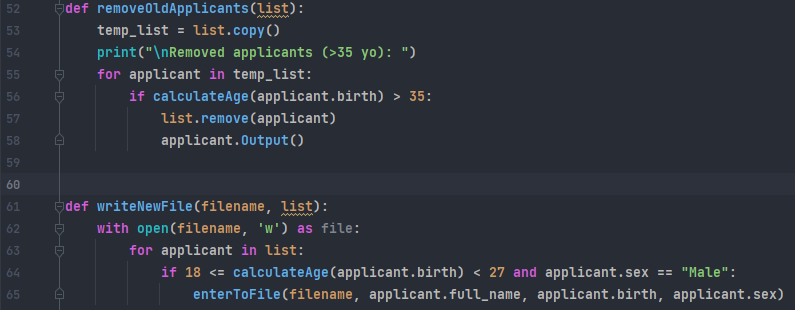 52 def removeOldApplicants(list):
53     temp_list = list.copy()
54     print("\nRemoved applicants (>35 yo): ")
55     for applicant in temp_list:
56         if calculateAge(applicant.birth) > 35:
57             list.remove(applicant)
58             applicant.Output()
59
60
61 def writeNewFile(filename, list):
62     with open(filename, 'w') as file:
63         for applicant in list:
64             if 18 <= calculateAge(applicant.birth) < 27 and applicant.sex == "Male":
65                 enterToFile(filename, applicant.full_name, applicant.birth, applicant.sex)